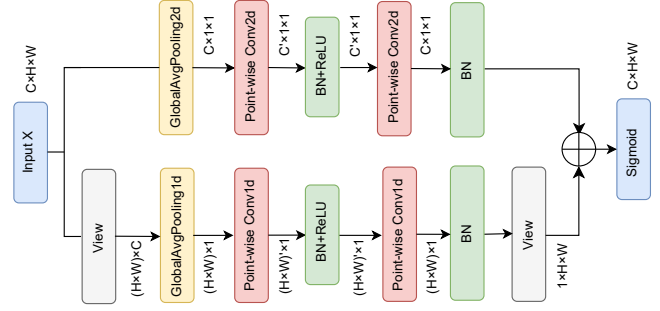 Input X
C×H×W
GlobalAvgPooling2d
C×1×1
Point-wise Conv2d
C'×1×1
BN+ReLU
C'×1×1
Point-wise Conv2d
C×1×1
BN
View
(H×W)×C
GlobalAvgPooling1d
(H×W)×1
Point-wise Conv1d
(H×W)'×1
BN+ReLU
(H×W)'×1
Point-wise Conv1d
(H×W)×1
BN
View
1×H×W
Sigmoid
C×H×W